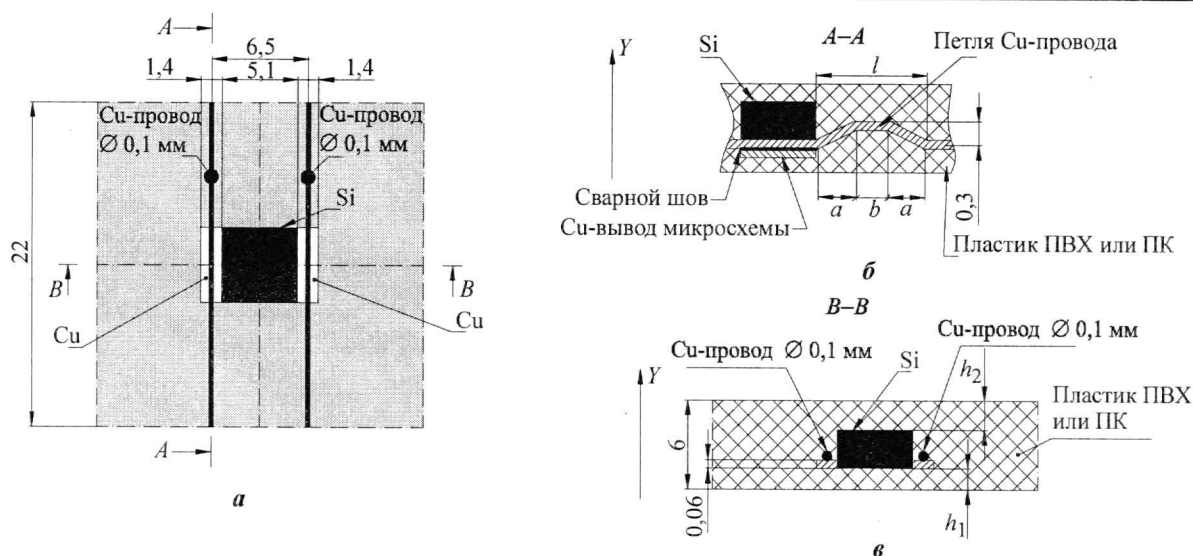 A
6,5
1,4
5,1
1,4
Cu-провод
Ø 0,1 мм
Cu-провод
Ø 0,1 мм
Si
22
B
B
Cu
Cu
A
а
Y
Si
A–A
Петля Cu-провода
l
Сварной шов
Cu-вывод микросхемы
a
b
a
0,3
Пластик ПВХ или ПК
б
B–B
Cu-провод Ø 0,1 мм
Cu-провод Ø 0,1 мм
Y
Si
h2
Пластик ПВХ
или ПК
6
0,06
h1
в